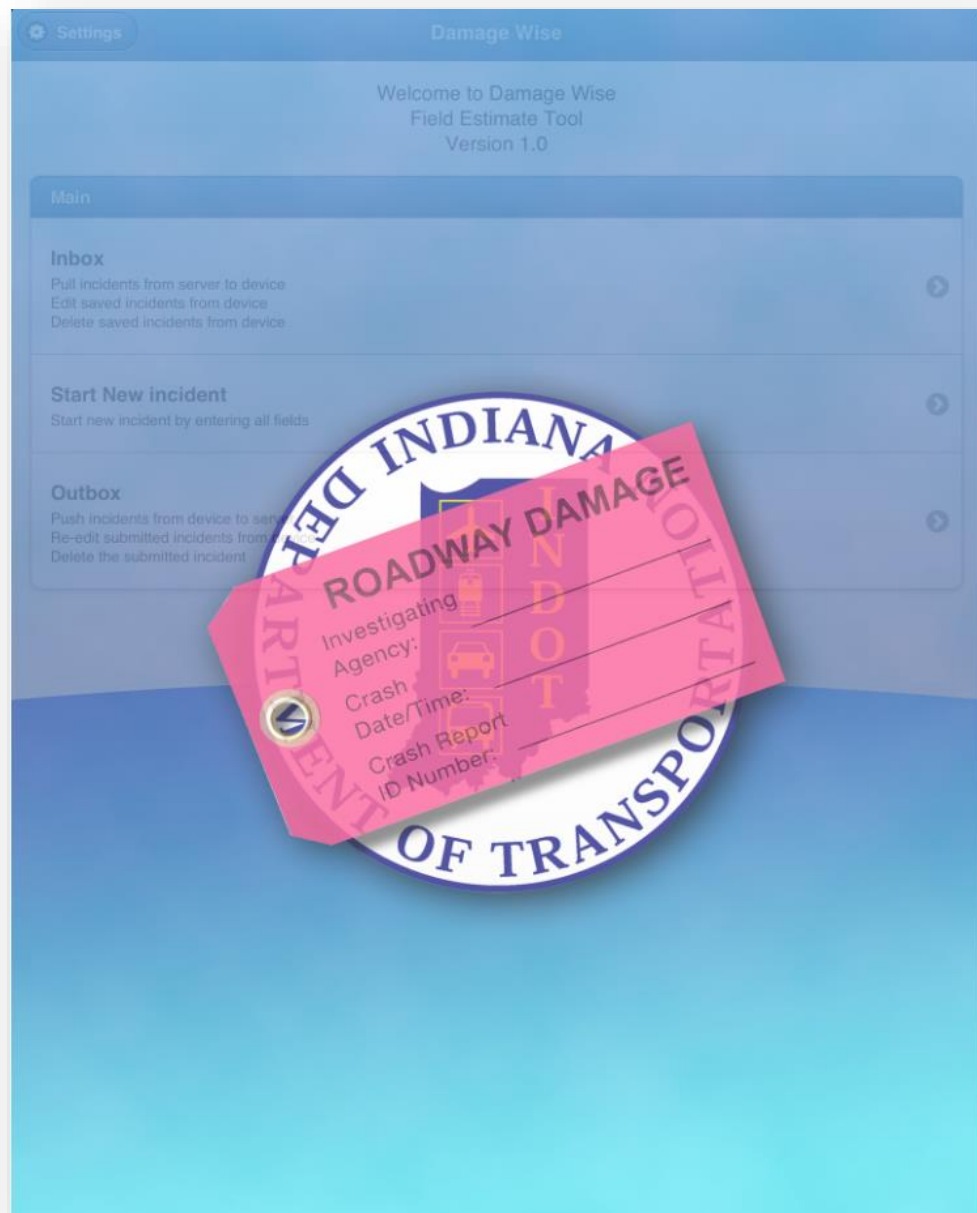 Settings
Damage Wise
Welcome to Damage Wise
Field Estimate Tool
Version 1.0
Main
Inbox
Pull incidents from server to device
Edit saved incidents from device
Delete saved incidents from device
Start New incident
Start new incident by entering all fields
Outbox
Push incidents from device to server
Re-edit submitted incidents from device
Delete the submitted incident
INDIANA
DEPARTMENT OF TRANSPORTATION
INDOT
ROADWAY DAMAGE
Investigating
Agency:
Crash
Date/Time:
Crash Report
ID Number: